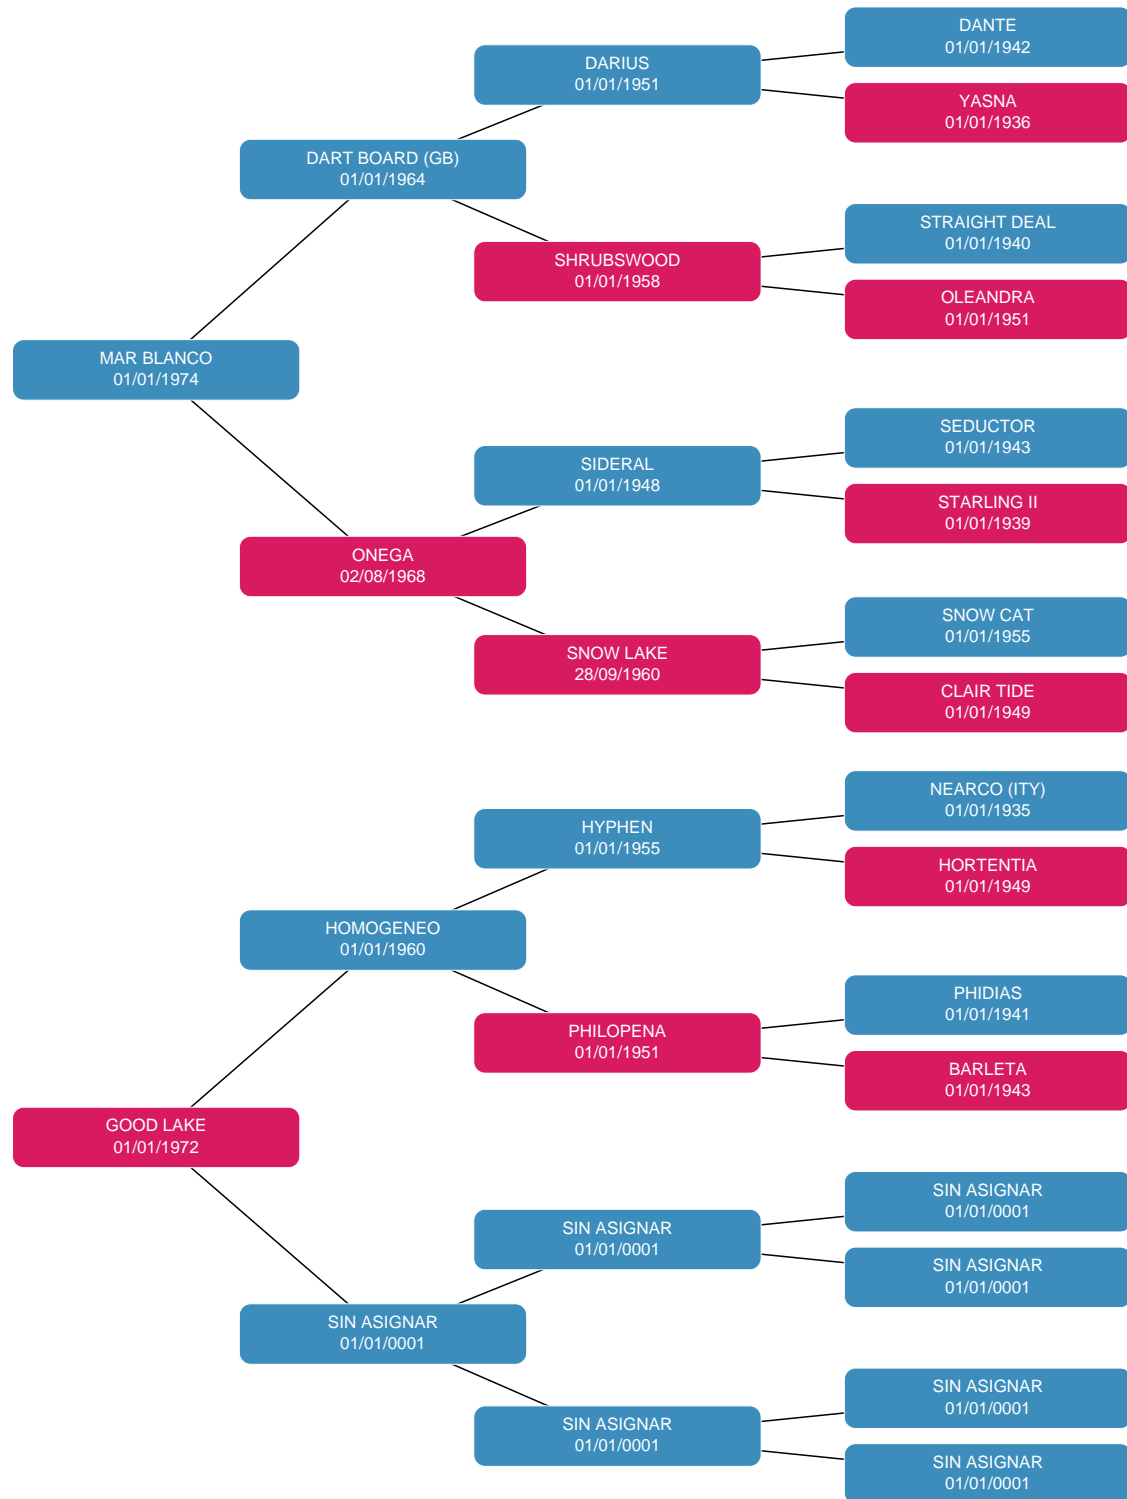 DANTE
01/01/1942
DARIUS
01/01/1951
YASNA
01/01/1936
DART BOARD (GB)
01/01/1964
STRAIGHT DEAL
01/01/1940
SHRUBSWOOD
01/01/1958
OLEANDRA
01/01/1951
MAR BLANCO
01/01/1974
SEDUCTOR
01/01/1943
SIDERAL
01/01/1948
STARLING II
01/01/1939
ONEGA
02/08/1968
SNOW CAT
01/01/1955
SNOW LAKE
28/09/1960
CLAIR TIDE
01/01/1949
NEARCO (ITY)
01/01/1935
HYPHEN
01/01/1955
HORTENTIA
01/01/1949
HOMOGENEO
01/01/1960
PHIDIAS
01/01/1941
PHILOPENA
01/01/1951
BARLETA
01/01/1943
GOOD LAKE
01/01/1972
SIN ASIGNAR
01/01/0001
SIN ASIGNAR
01/01/0001
SIN ASIGNAR
01/01/0001
SIN ASIGNAR
01/01/0001
SIN ASIGNAR
01/01/0001
SIN ASIGNAR
01/01/0001
SIN ASIGNAR
01/01/0001